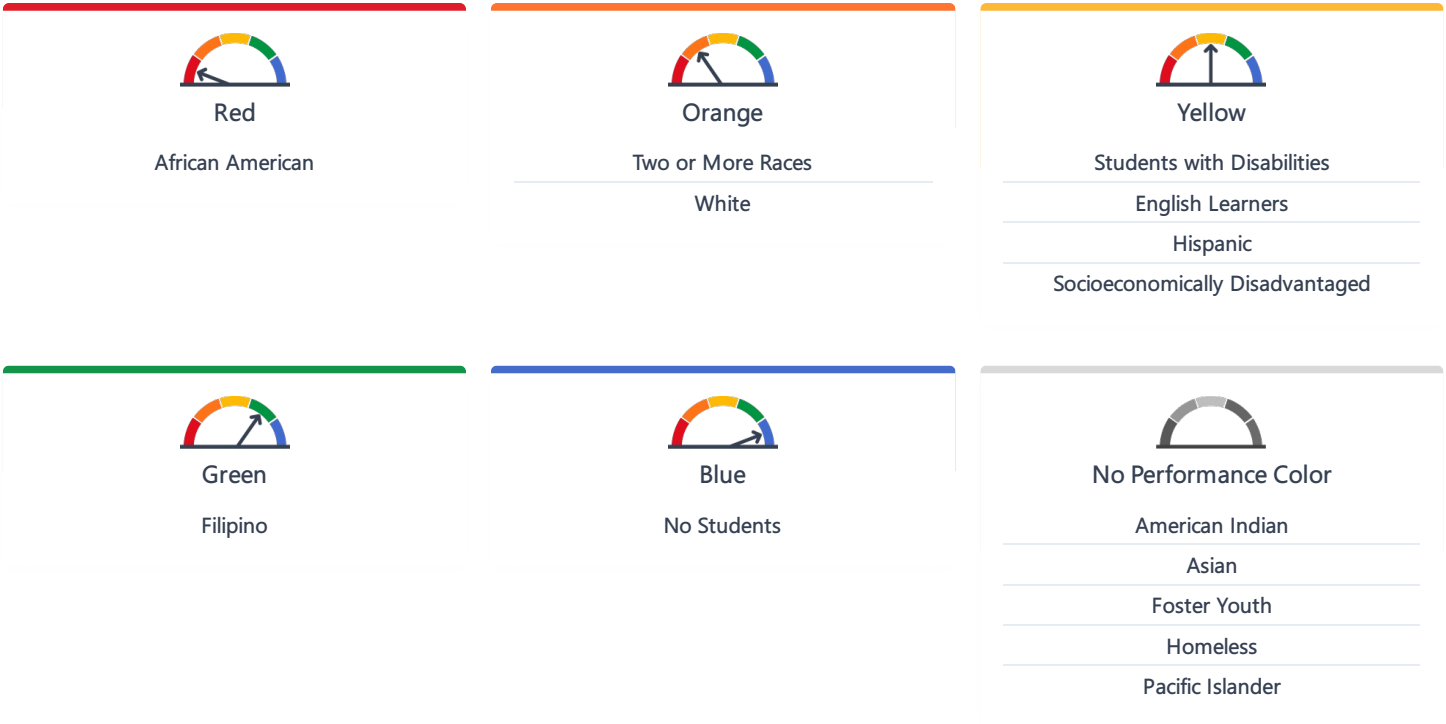 Red
African American
Orange
Two or More Races
White
Yellow
Students with Disabilities
English Learners
Hispanic
Socioeconomically Disadvantaged
Green
Filipino
Blue
No Students
No Performance Color
American Indian
Asian
Foster Youth
Homeless
Pacific Islander